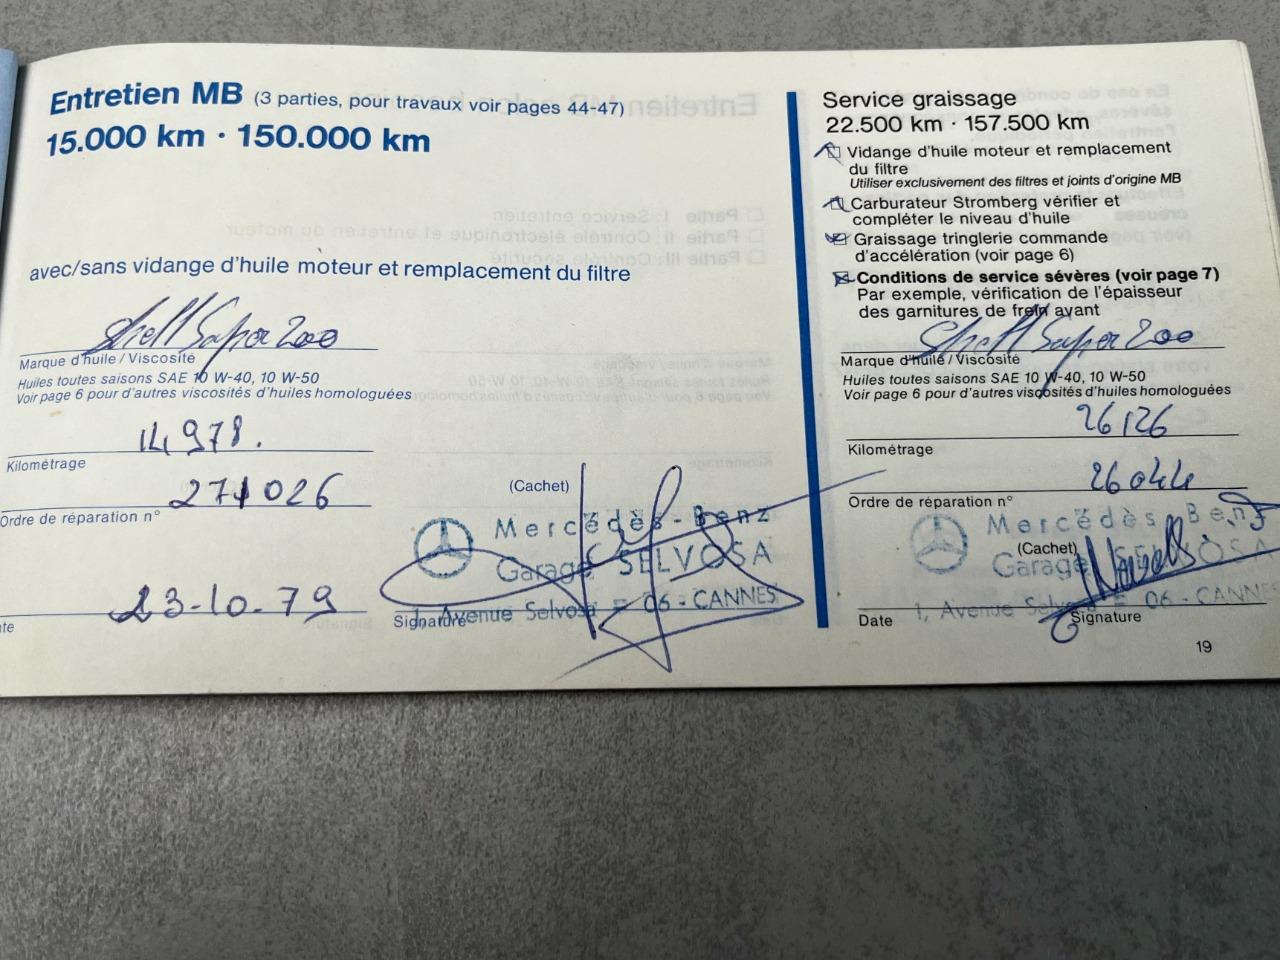 Entretien MB (3 parties, pour travaux voir pages 44-47)
15.000 km · 150.000 km
avec/sans vidange d'huile moteur et remplacement du filtre
Shell Super 200
Marque d'huile / Viscosité
Huiles toutes saisons SAE 10 W-40, 10 W-50
Voir page 6 pour d'autres viscosités d'huiles homologuées
14978.
Kilométrage
271026
Ordre de réparation n°
23-10-79
(Cachet)
Mercédès-Benz
Garage SELVOSA
1, Avenue Selvosa - 06 - CANNES
Signature
Service graissage
22.500 km · 157.500 km
Vidange d'huile moteur et remplacement
du filtre
Utiliser exclusivement des filtres et joints d'origine MB
Carburateur Stromberg vérifier et
compléter le niveau d'huile
Graissage tringlerie commande
d'accélération (voir page 6)
Conditions de service sévères (voir page 7)
Par exemple, vérification de l'épaisseur
des garnitures de frein avant
Shell Super 200
Marque d'huile / Viscosité
Huiles toutes saisons SAE 10 W-40, 10 W-50
Voir page 6 pour d'autres viscosités d'huiles homologuées
26126
Kilométrage
26044
Ordre de réparation n°
Mercédès Benz
(Cachet)
Garage SELVOSA
1, Avenue Selvosa - 06 - CANNES
Date
Signature
19